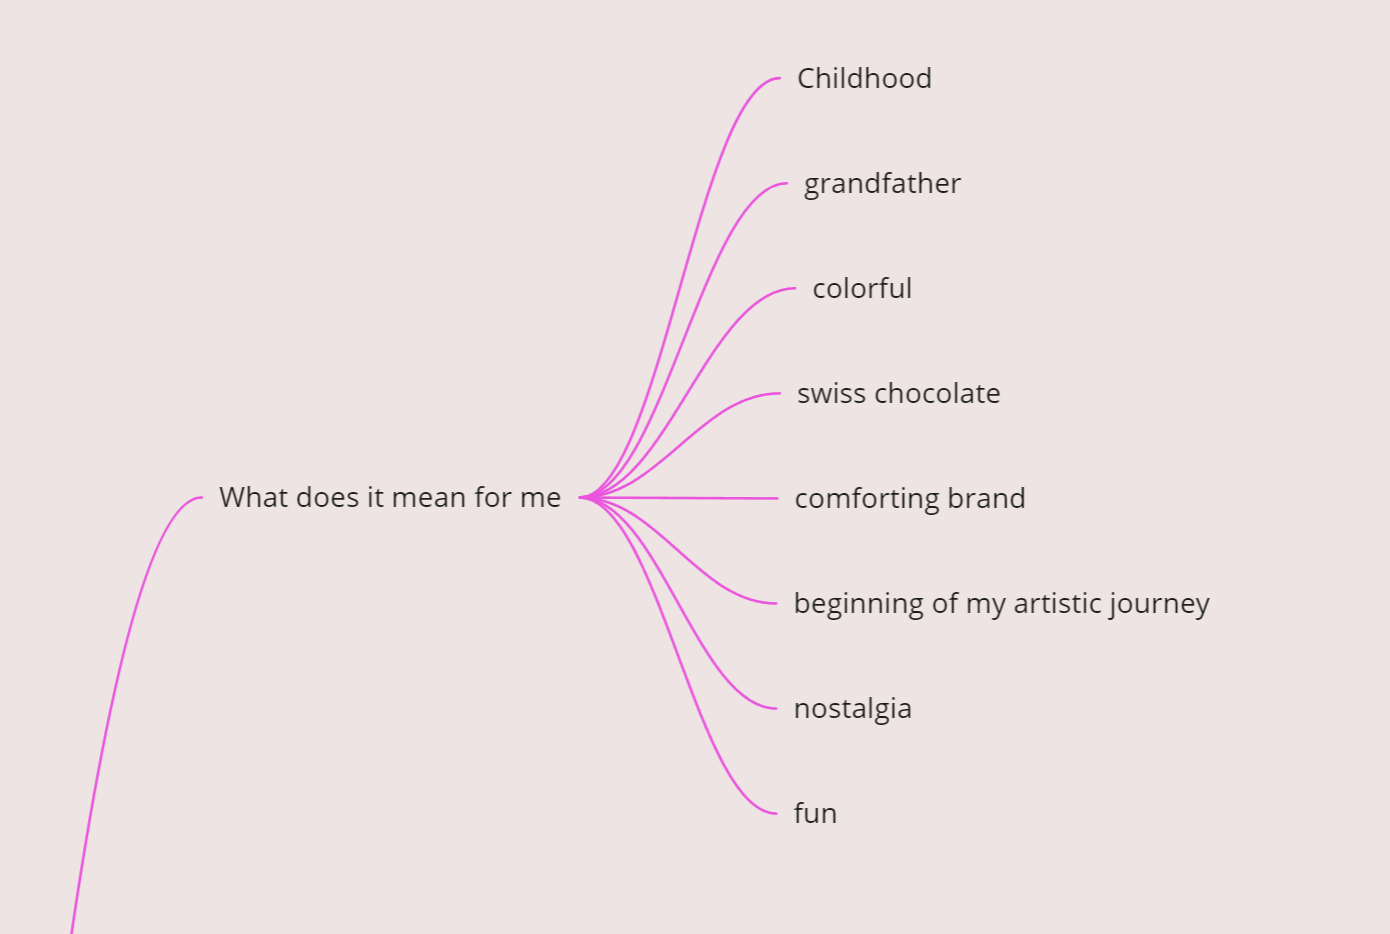 Childhood
grandfather
colorful
swiss chocolate
What does it mean for me
comforting brand
beginning of my artistic journey
nostalgia
fun